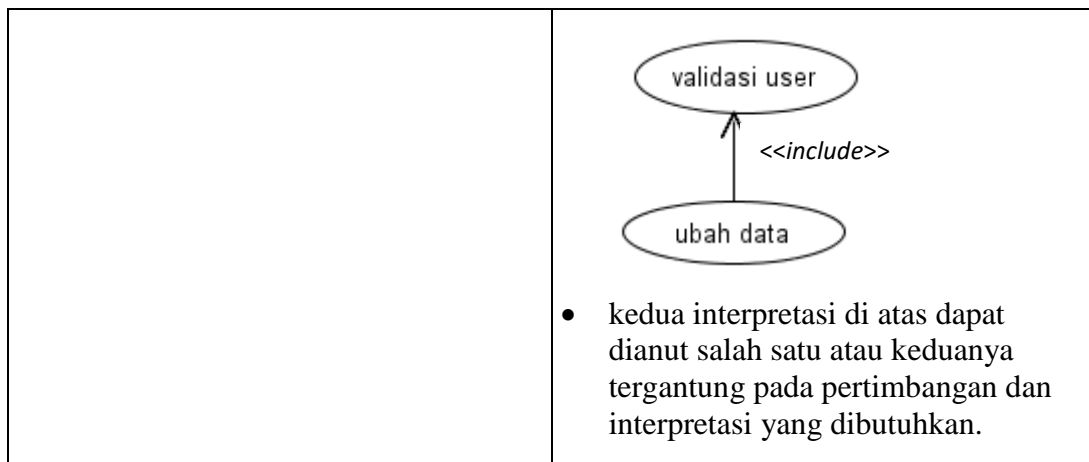 validasi user
<<include>>
ubah data
• kedua interpretasi di atas dapat
dianut salah satu atau keduanya
tergantung pada pertimbangan dan
interpretasi yang dibutuhkan.